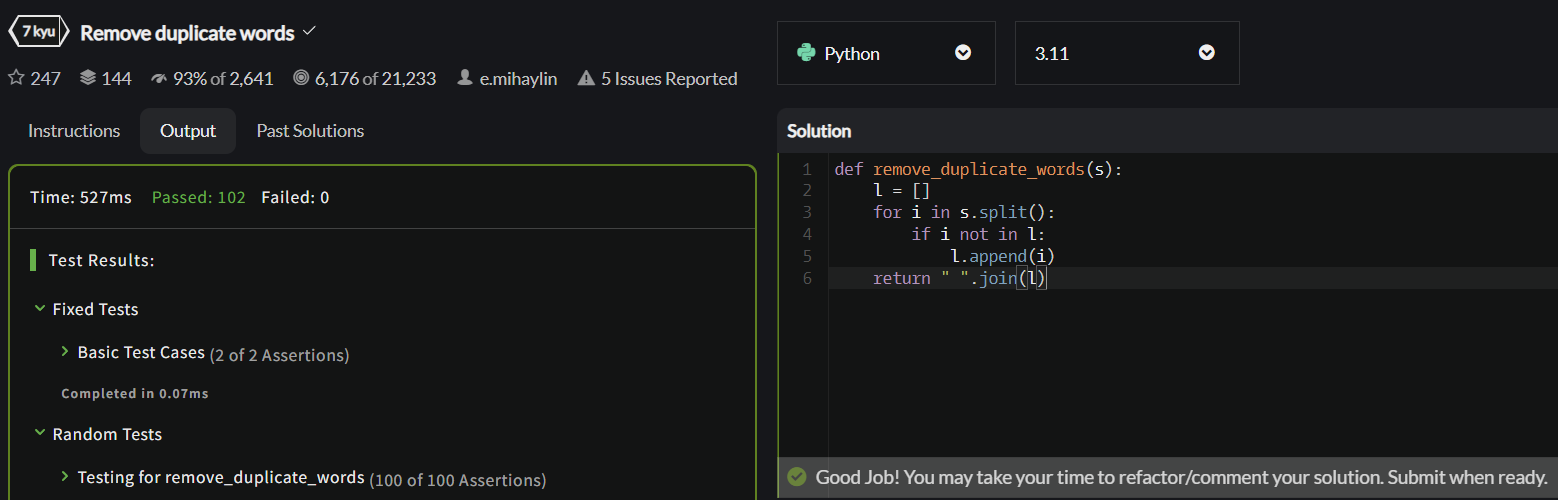 7 kyu Remove duplicate words
247 144 93% of 2,641 6,176 of 21,233 e.mihaylin 5 Issues Reported
Instructions Output Past Solutions
Time: 527ms Passed: 102 Failed: 0
Test Results:
Fixed Tests
Basic Test Cases (2 of 2 Assertions)
Completed in 0.07ms
Random Tests
Testing for remove_duplicate_words (100 of 100 Assertions)
Python 3.11
Solution
1 def remove_duplicate_words(s):
2     l = []
3     for i in s.split():
4         if i not in l:
5             l.append(i)
6     return " ".join(l)
Good Job! You may take your time to refactor/comment your solution. Submit when ready.